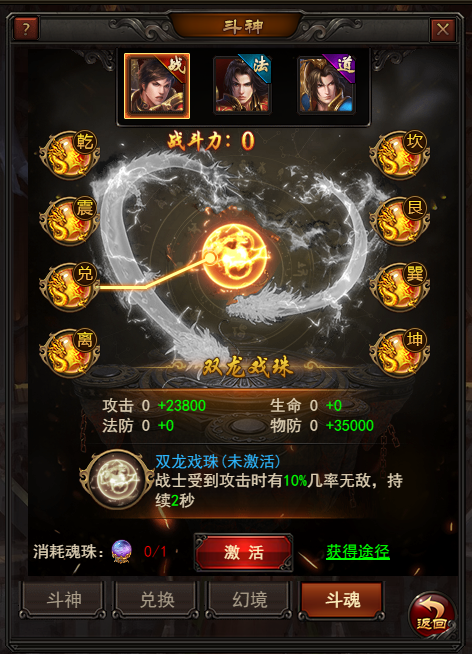 ?
斗神
战
法
道
战斗力：0
乾
坎
震
艮
兑
巽
离
坤
双龙戏珠
攻击 0 +23800
生命 0 +0
法防 0 +0
物防 0 +35000
双龙戏珠(未激活)
战士受到攻击时有10%几率无敌，持
续2秒
消耗魂珠：
0/1
激活
获得途径
斗神
兑换
幻境
斗魂
返回